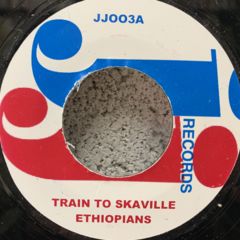 JJ003A
RECORDS
TRAIN TO SKAVILLE
ETHIOPIANS